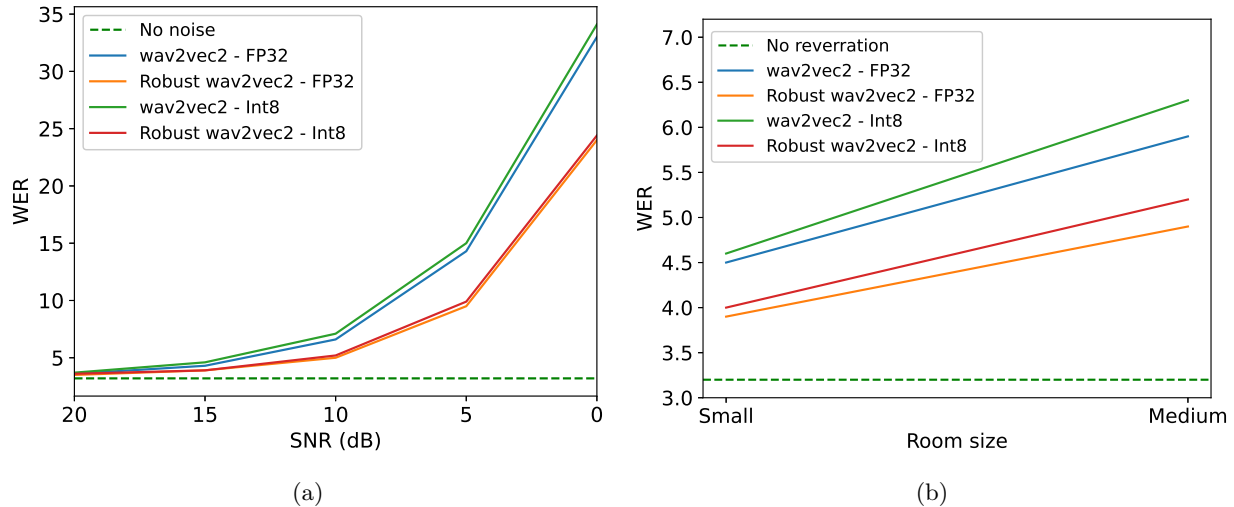 35
30
25
20
15
10
5
WER
No noise
wav2vec2 - FP32
Robust wav2vec2 - FP32
wav2vec2 - Int8
Robust wav2vec2 - Int8
20
15
10
5
0
SNR (dB)
(a)
7.0
6.5
6.0
5.5
5.0
4.5
4.0
3.5
3.0
WER
No reverration
wav2vec2 - FP32
Robust wav2vec2 - FP32
wav2vec2 - Int8
Robust wav2vec2 - Int8
Small
Medium
Room size
(b)